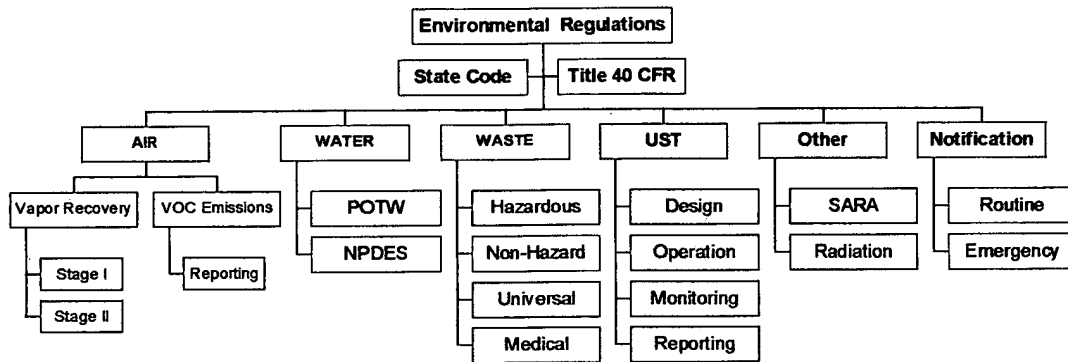 Environmental Regulations
State Code
Title 40 CFR
AIR
WATER
WASTE
UST
Other
Notification
Vapor Recovery
VOC Emissions
POTW
Hazardous
Design
SARA
Routine
NPDES
Non-Hazard
Operation
Radiation
Emergency
Stage I
Reporting
Universal
Monitoring
Stage II
Medical
Reporting